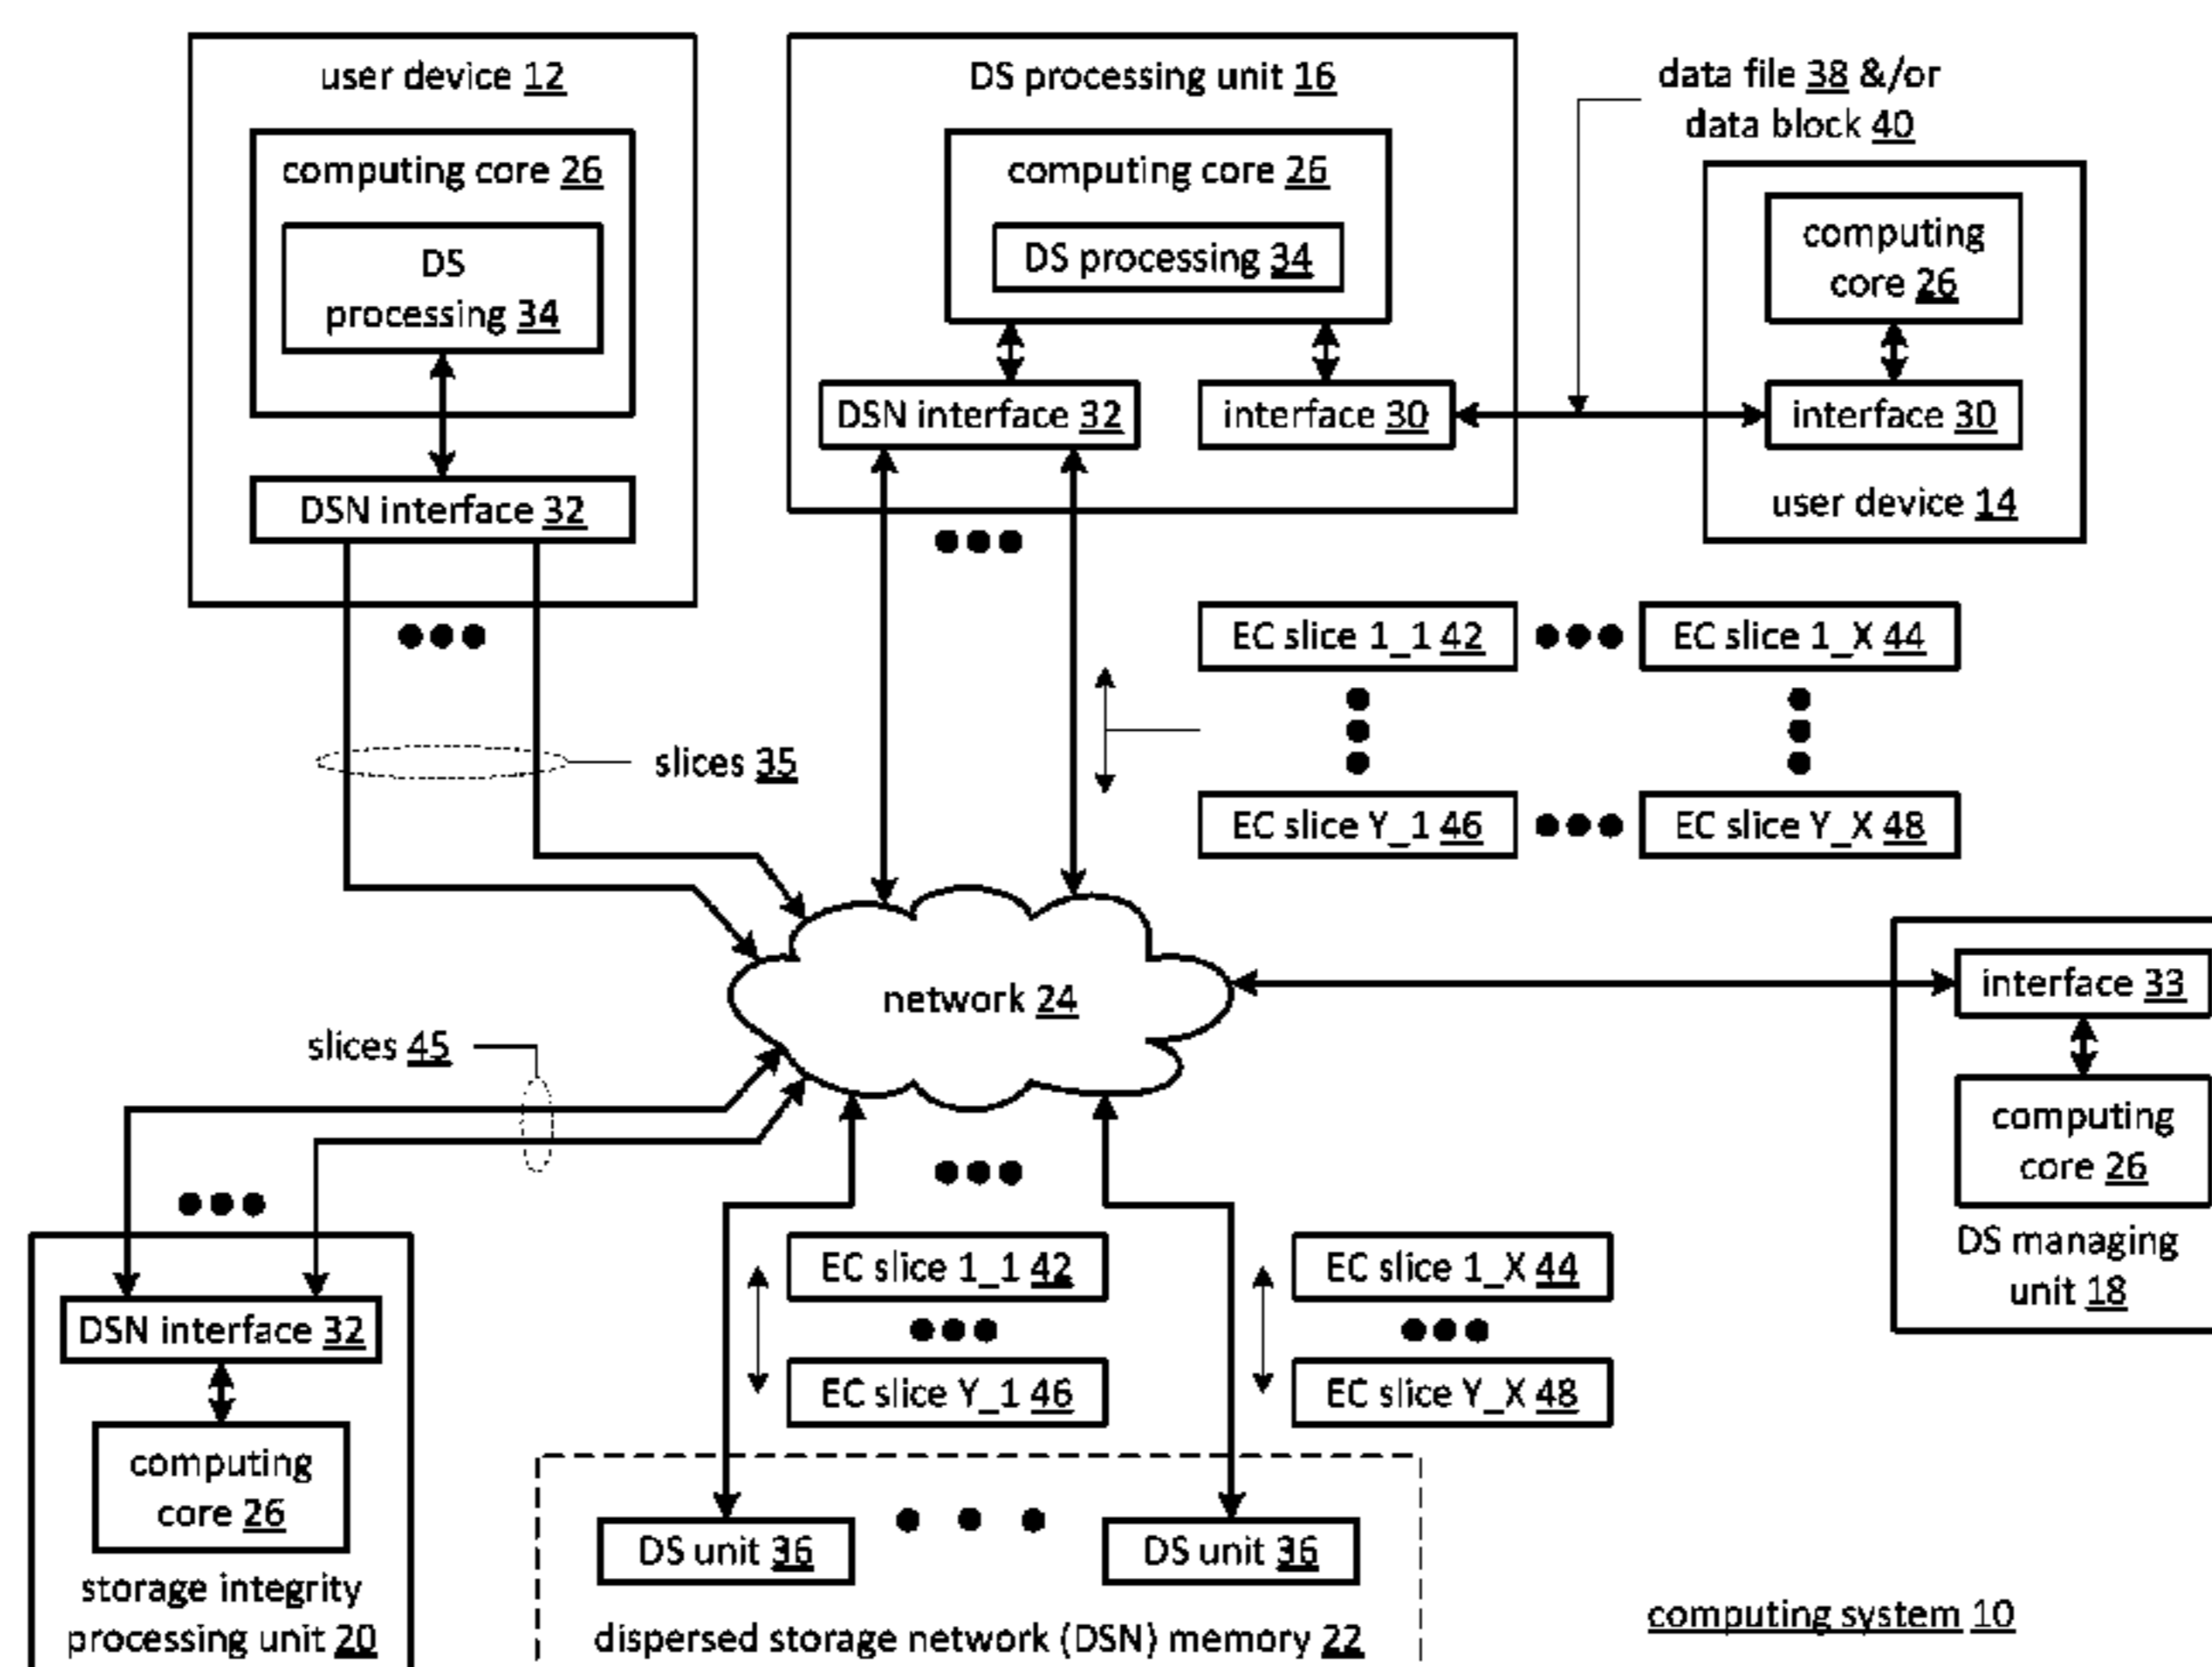 user device 12
computing core 26
DS
processing 34
DSN interface 32
DS processing unit 16
computing core 26
DS processing 34
DSN interface 32
interface 30
data file 38 &/or
data block 40
computing
core 26
interface 30
user device 14
slices 35
EC slice 1_1 42
EC slice 1_X 44
EC slice Y_1 46
EC slice Y_X 48
network 24
interface 33
computing
core 26
DS managing
unit 18
slices 45
DSN interface 32
computing
core 26
storage integrity
processing unit 20
EC slice 1_1 42
EC slice 1_X 44
EC slice Y_1 46
EC slice Y_X 48
DS unit 36
DS unit 36
dispersed storage network (DSN) memory 22
computing system 10